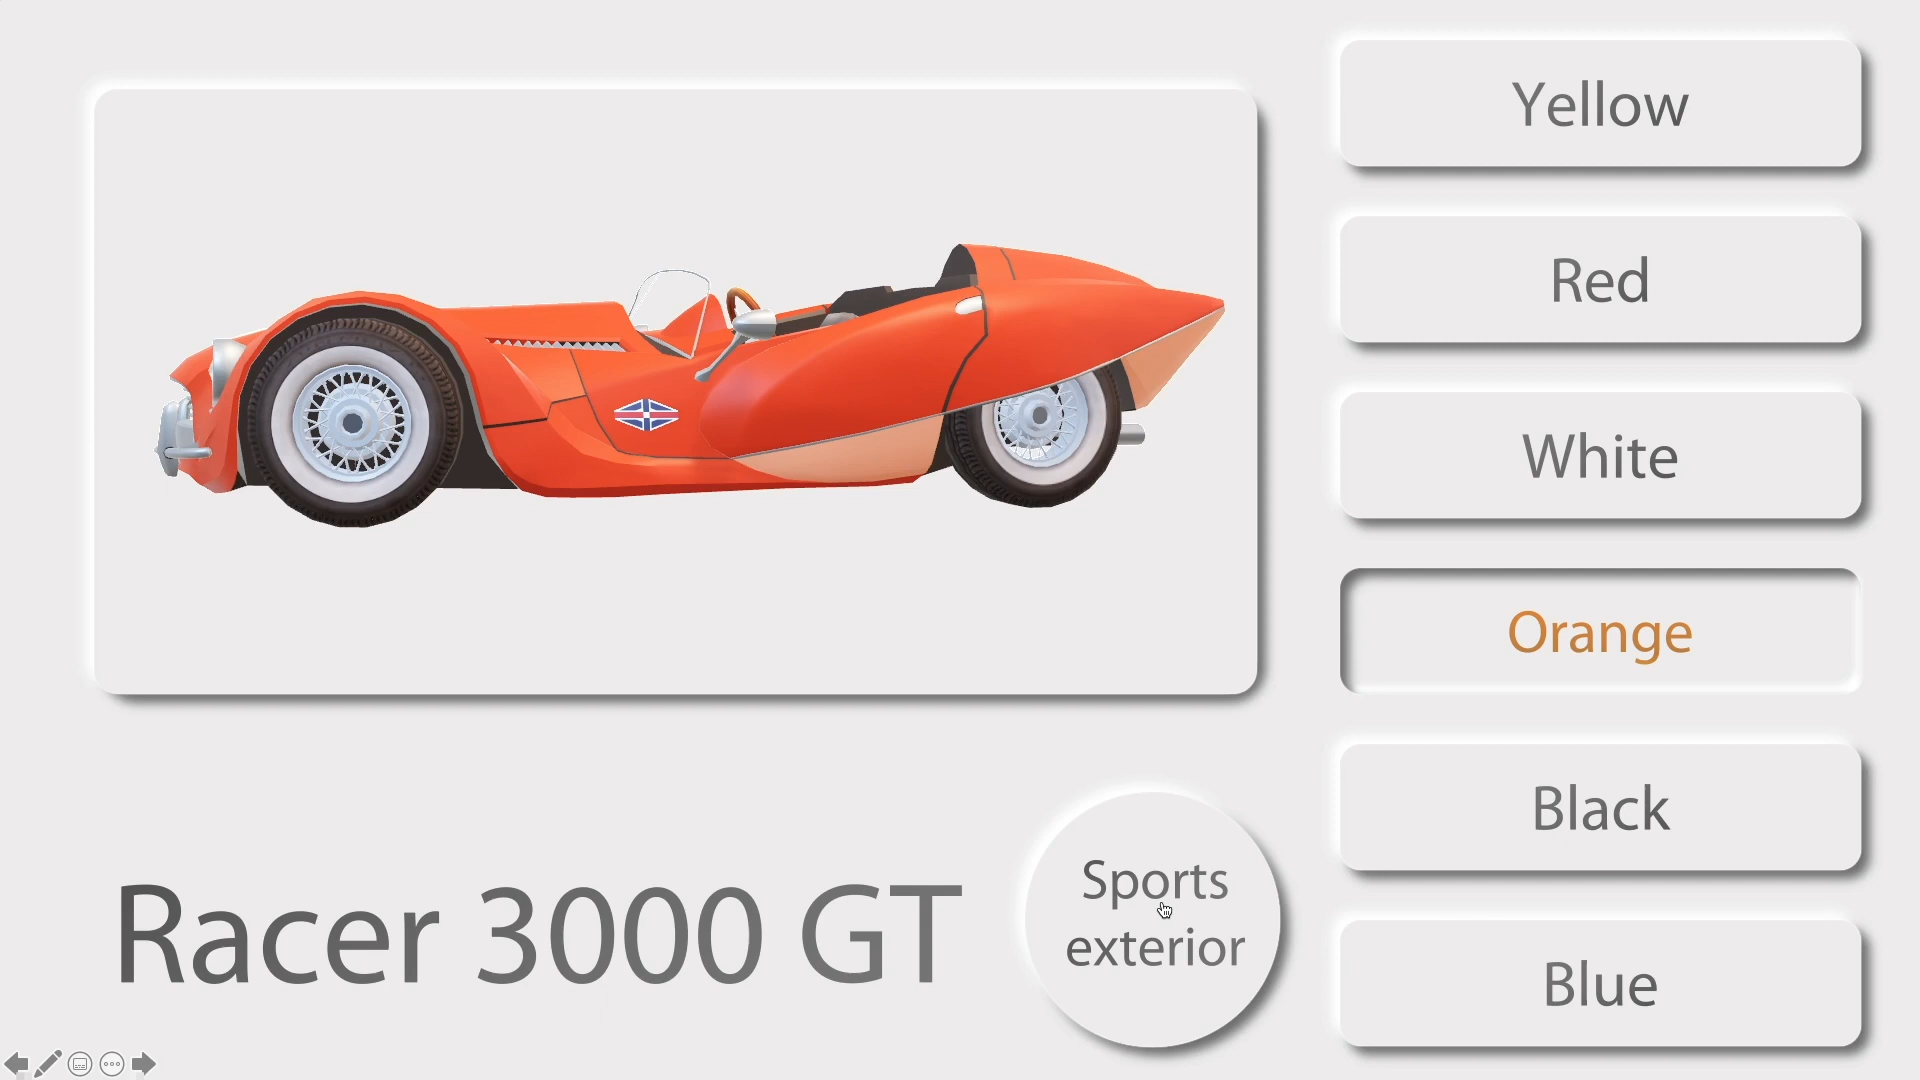 Yellow
Red
White
Orange
Black
Blue
Racer 3000 GT
Sports
exterior